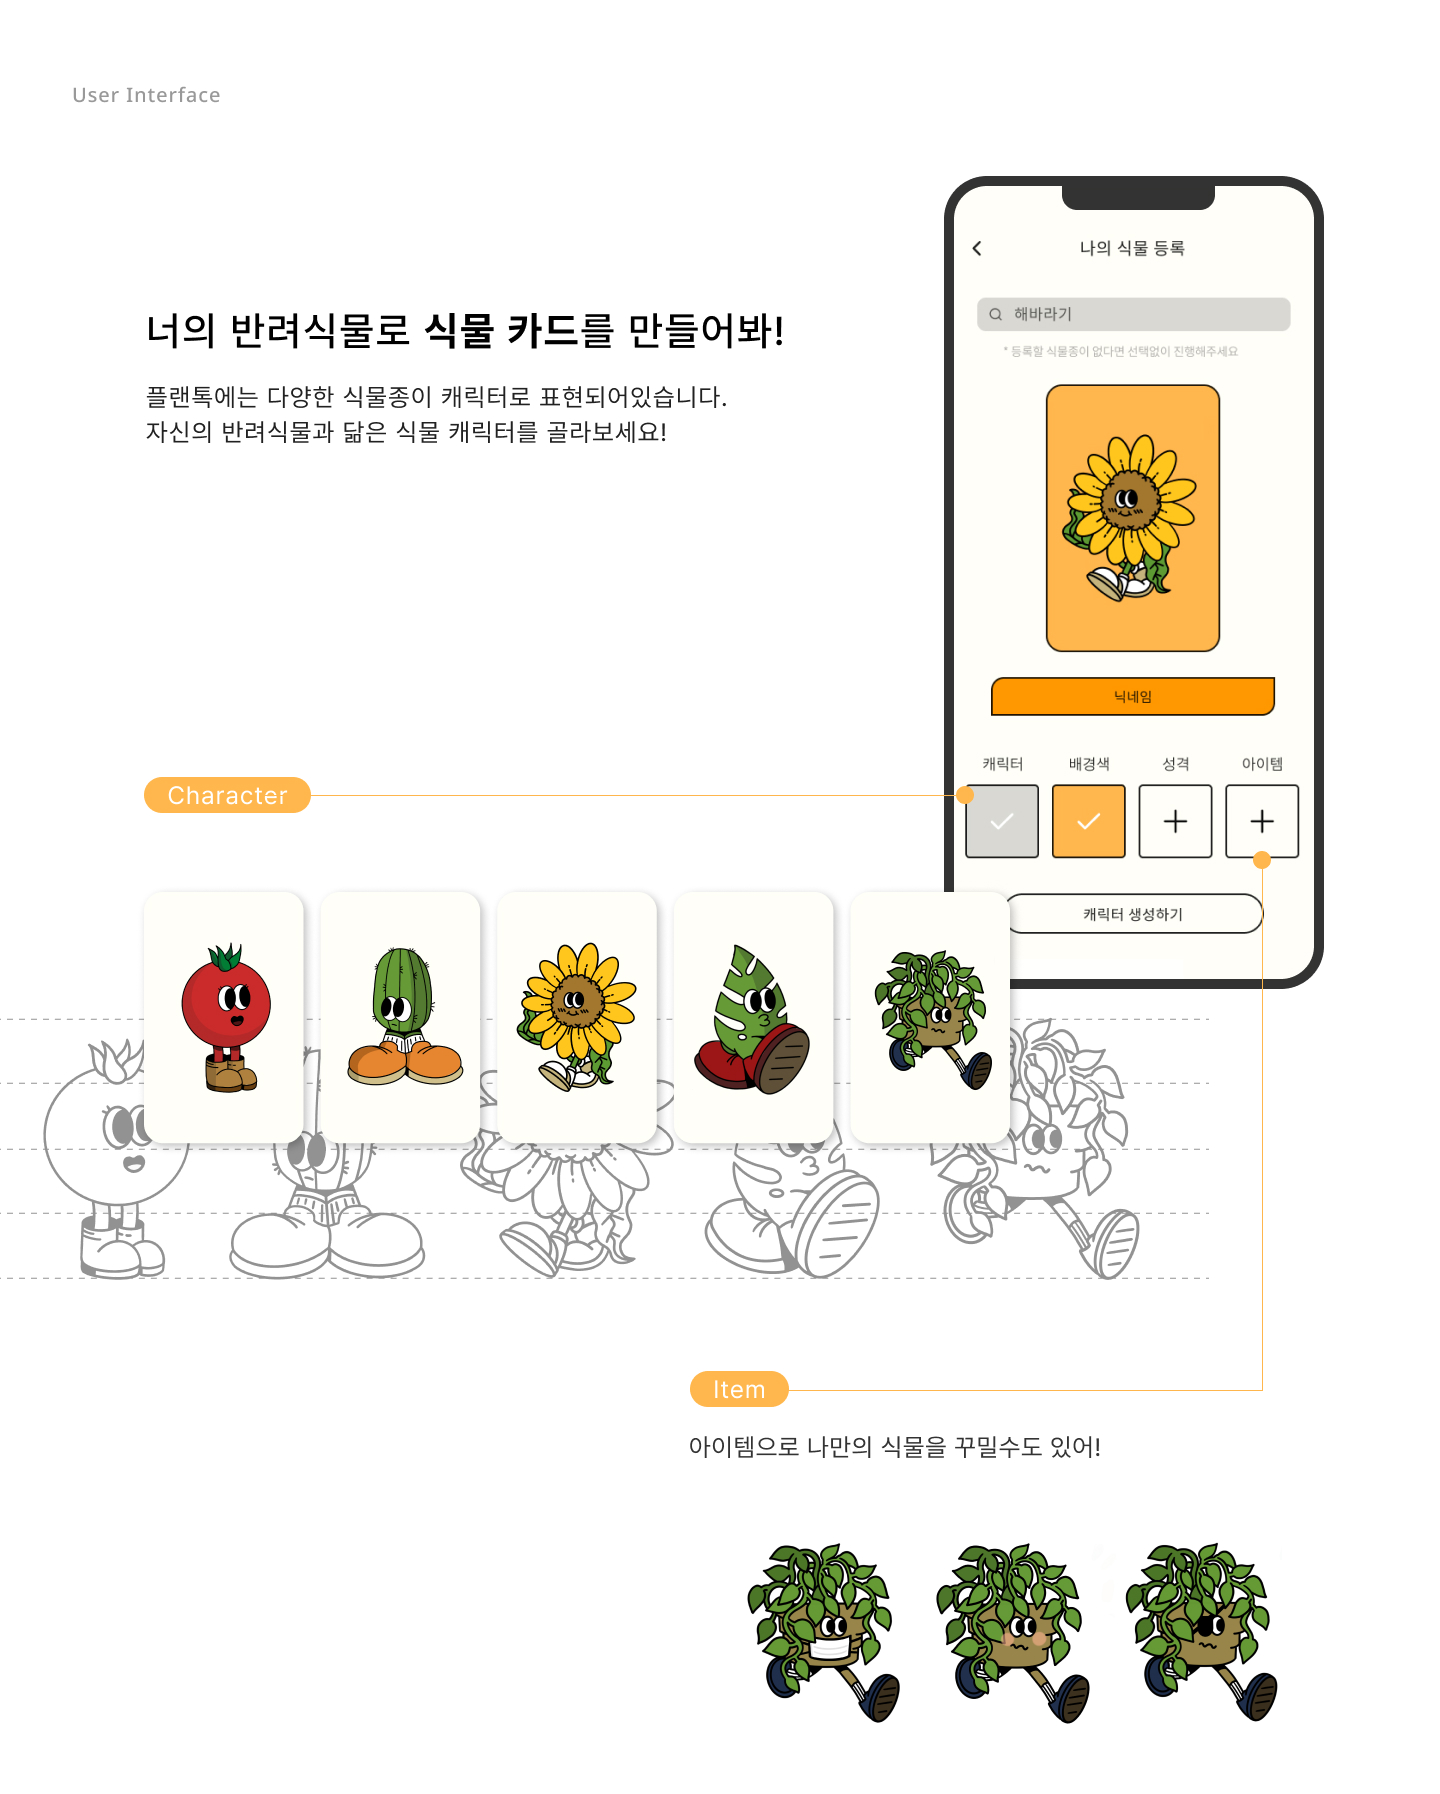 User Interface
너의 반려식물로 식물 카드를 만들어봐!
플랜톡에는 다양한 식물종이 캐릭터로 표현되어있습니다.
자신의 반려식물과 닮은 식물 캐릭터를 골라보세요!
나의 식물 등록
해바라기
* 등록할 식물종이 없다면 선택없이 진행해주세요
닉네임
캐릭터 배경색 성격 아이템
캐릭터 생성하기
Character
Item
아이템으로 나만의 식물을 꾸밀수도 있어!